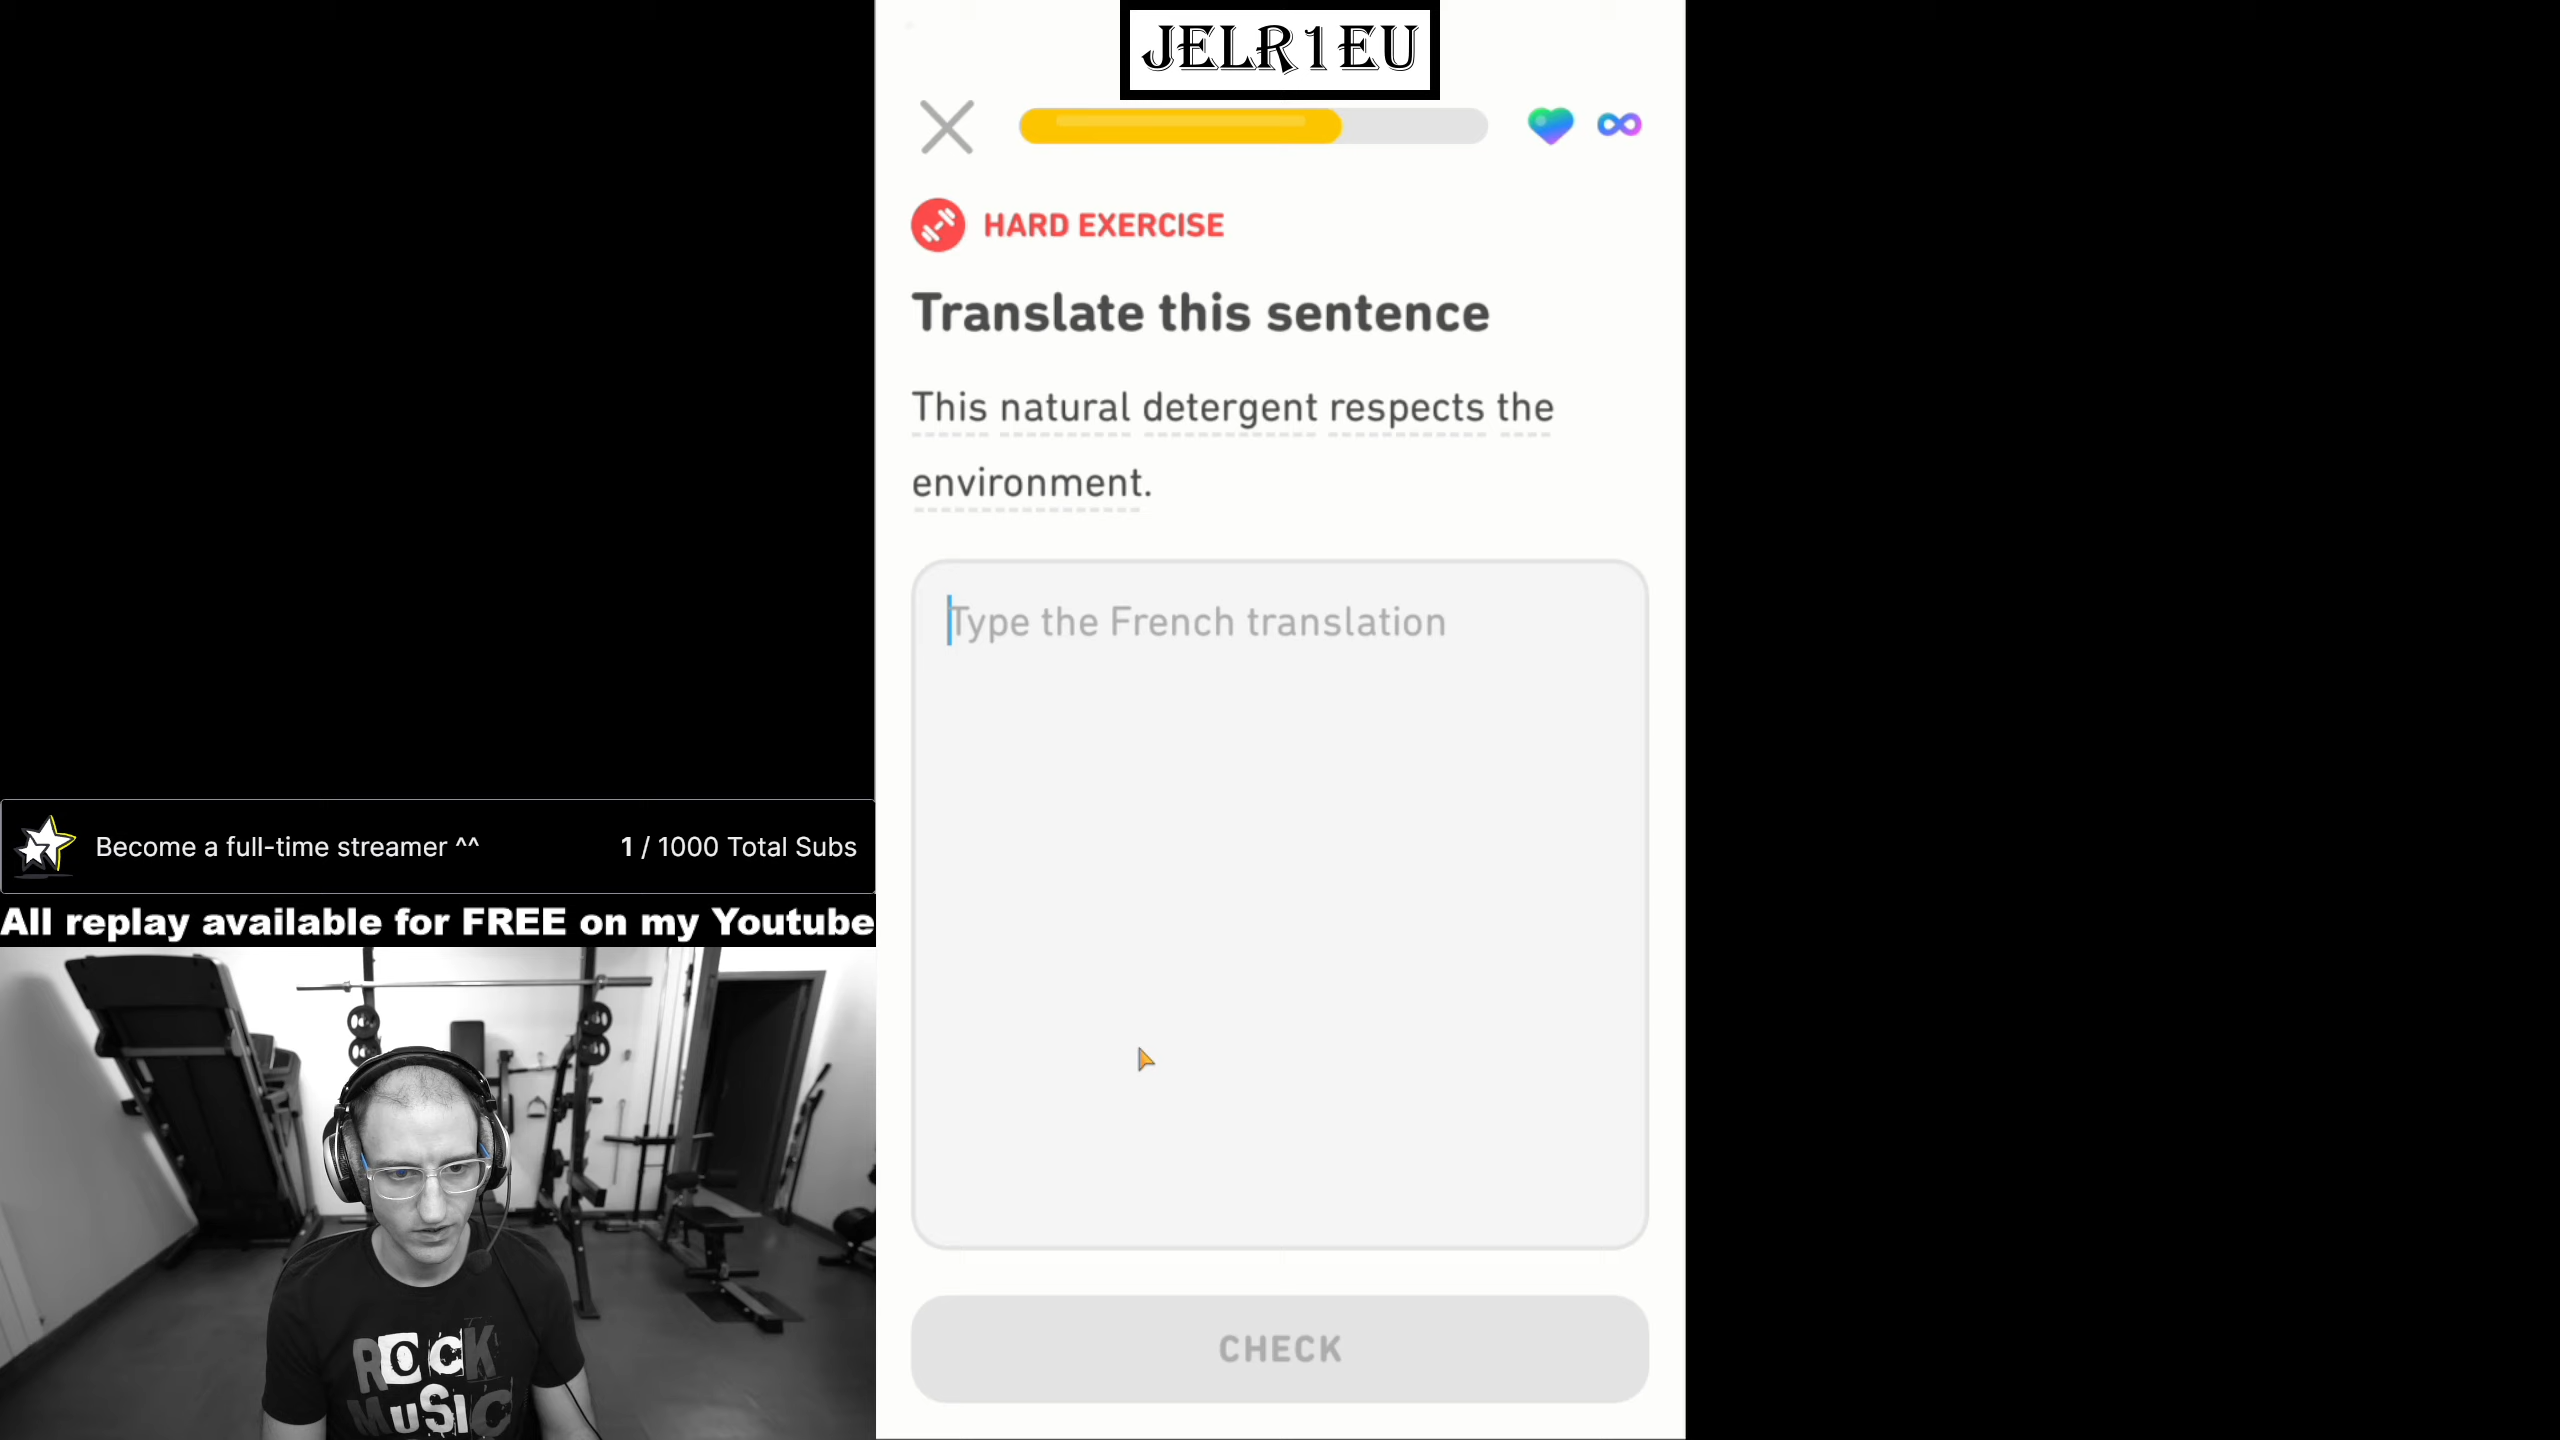 JELR1EU
HARD EXERCISE
Translate this sentence
This natural detergent respects the
environment.
Type the French translation
CHECK
Become a full-time streamer ^^ 1 / 1000 Total Subs
All replay available for FREE on my Youtube
ROCK
MUSIC